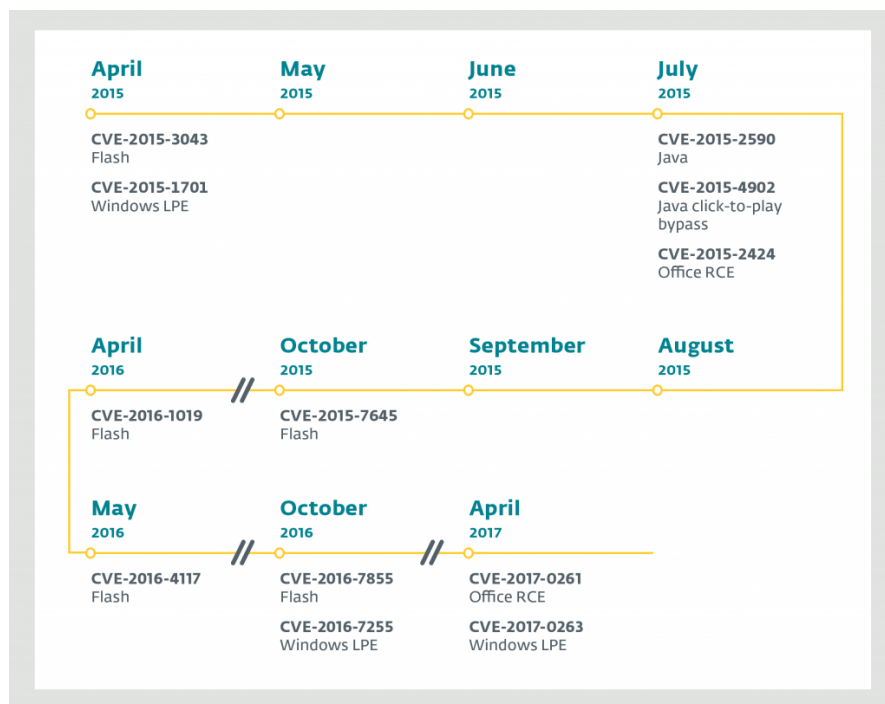 April
2015
CVE-2015-3043
Flash
CVE-2015-1701
Windows LPE
May
2015
June
2015
July
2015
CVE-2015-2590
Java
CVE-2015-4902
Java click-to-play
bypass
CVE-2015-2424
Office RCE
August
2015
September
2015
October
2015
CVE-2015-7645
Flash
April
2016
CVE-2016-1019
Flash
May
2016
CVE-2016-4117
Flash
October
2016
CVE-2016-7855
Flash
CVE-2016-7255
Windows LPE
April
2017
CVE-2017-0261
Office RCE
CVE-2017-0263
Windows LPE